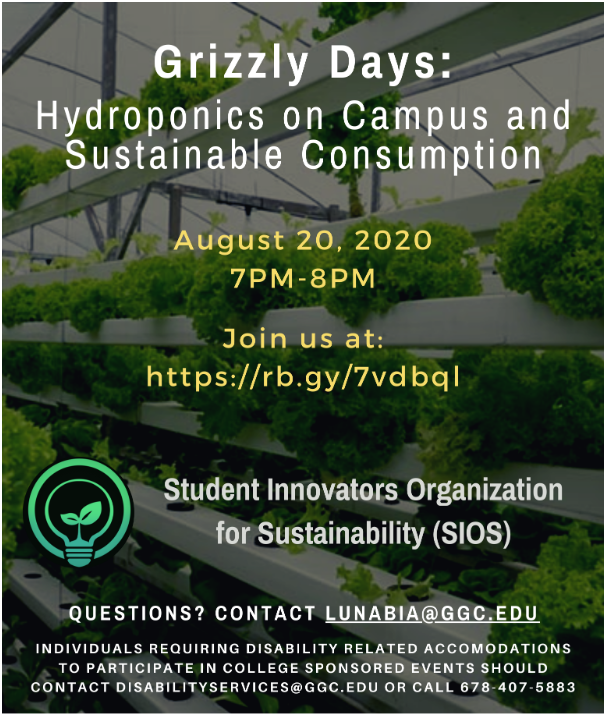 Grizzly Days:
Hydroponics on Campus and
Sustainable Consumption
August 20, 2020
7PM-8PM
Join us at:
https://rb.gy/7vdbql
Student Innovators Organization
for Sustainability (SIOS)
QUESTIONS? CONTACT LUNABIA@GGC.EDU
INDIVIDUALS REQUIRING DISABILITY RELATED ACCOMODATIONS
TO PARTICIPATE IN COLLEGE SPONSORED EVENTS SHOULD
CONTACT DISABILITYSERVICES@GGC.EDU OR CALL 678-407-5883